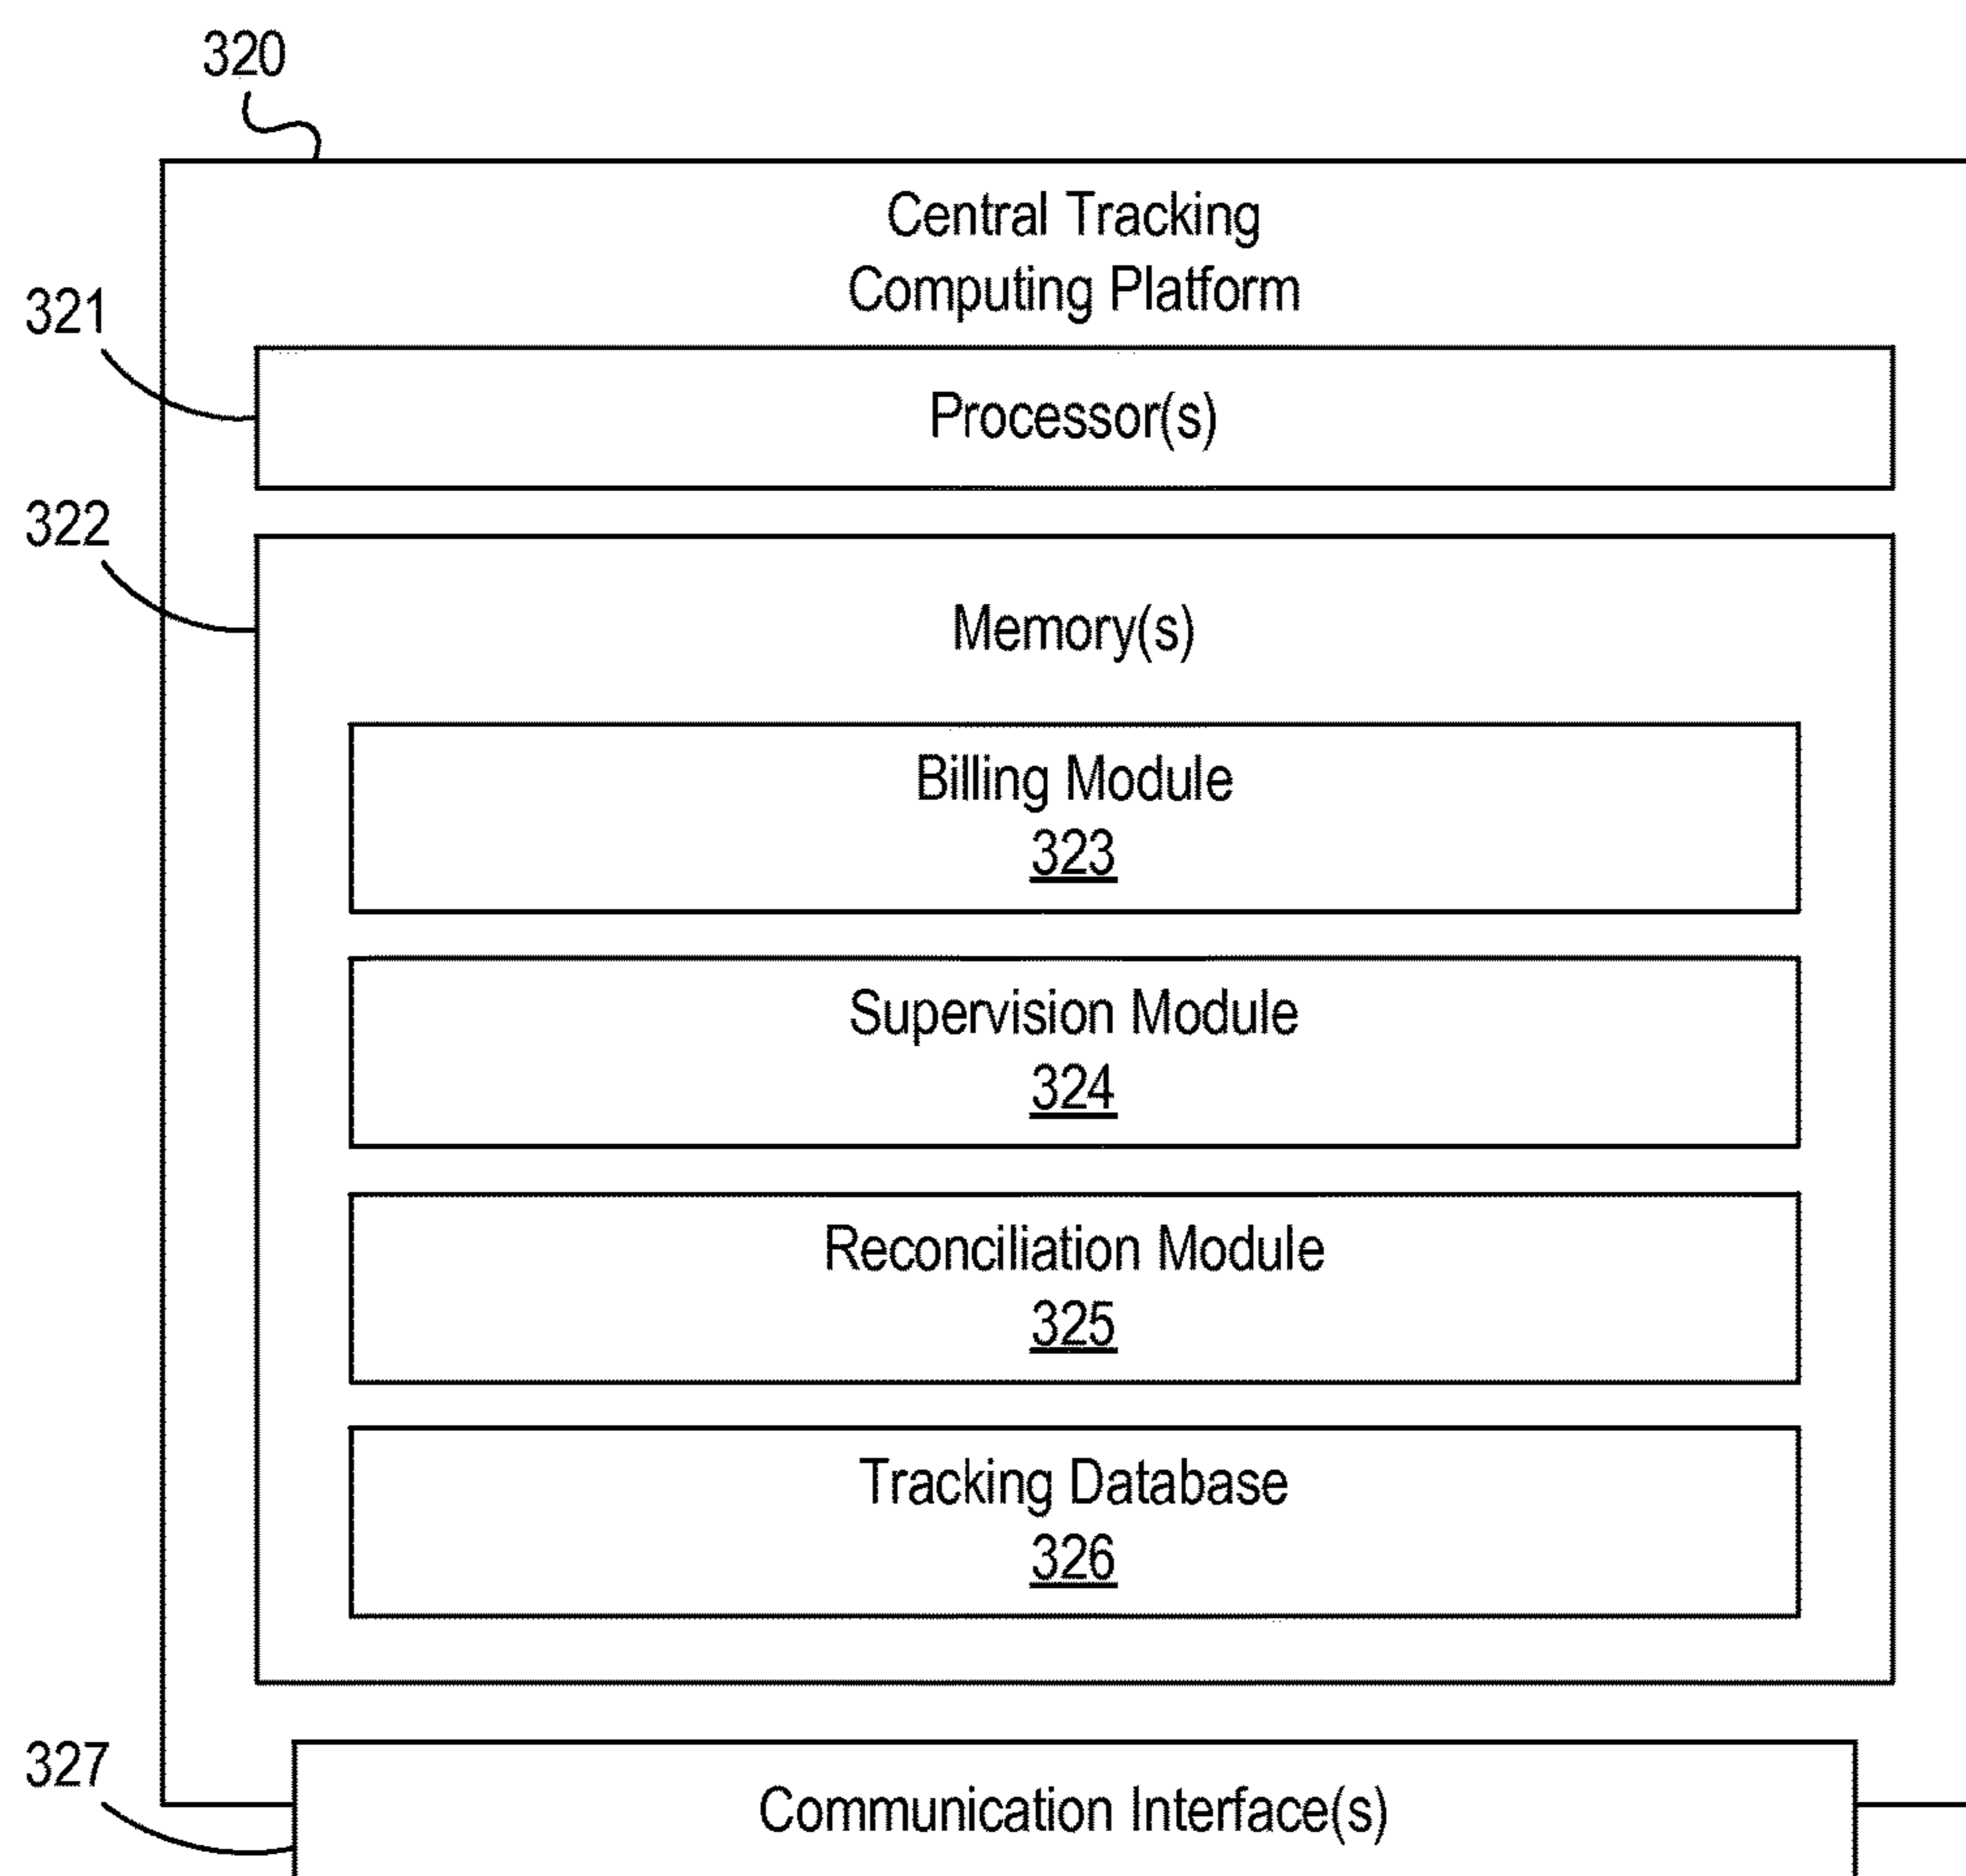 320
Central Tracking
Computing Platform
321
Processor(s)
322
Memory(s)
Billing Module
323
Supervision Module
324
Reconciliation Module
325
Tracking Database
326
327
Communication Interface(s)